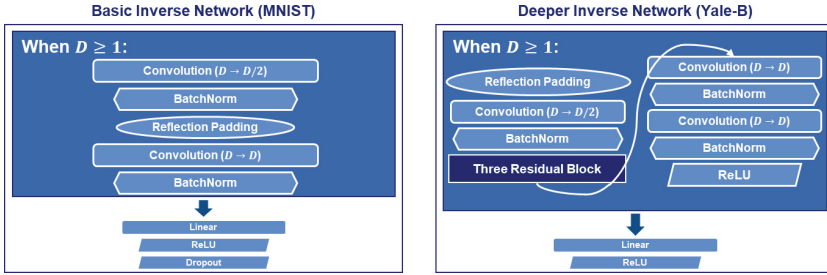 Basic Inverse Network (MNIST)
When D ≥ 1:
Convolution (D → D/2)
BatchNorm
Reflection Padding
Convolution (D → D)
BatchNorm
Linear
ReLU
Dropout
Deeper Inverse Network (Yale-B)
When D ≥ 1:
Reflection Padding
Convolution (D → D/2)
BatchNorm
Three Residual Block
Convolution (D → D)
BatchNorm
Convolution (D → D)
BatchNorm
ReLU
Linear
ReLU